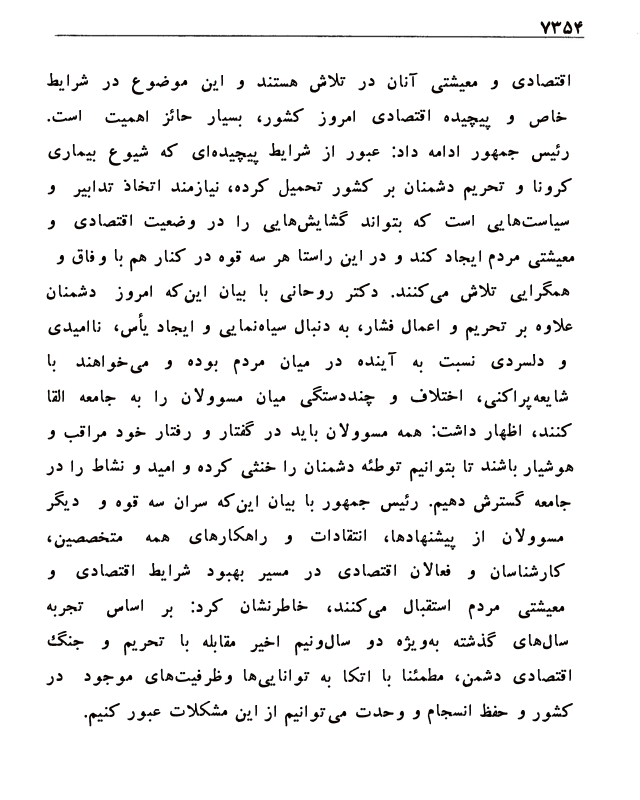 ۷۳۵۴
اقتصادی و معیشتی آنان در تلاش هستند و این موضوع در شرایط
خاص و پیچیده اقتصادی امروز کشور، بسیار حائز اهمیت است.
رئیس جمهور ادامه داد: عبور از شرایط پیچیده‌ای که شیوع بیماری
کرونا و تحریم دشمنان بر کشور تحمیل کرده، نیازمند اتخاذ تدابیر و
سیاست‌هایی است که بتواند گشایش‌هایی را در وضعیت اقتصادی و
معیشتی مردم ایجاد کند و در این راستا هر سه قوه در کنار هم با وفاق و
همگرایی تلاش می‌کنند. دکتر روحانی با بیان این‌که امروز دشمنان
علاوه بر تحریم و اعمال فشار، به دنبال سیاه‌نمایی و ایجاد یأس، ناامیدی
و دلسردی نسبت به آینده در میان مردم بوده و می‌خواهند با
شایعه‌پراکنی، اختلاف و چنددستگی میان مسوولان را به جامعه القا
کنند، اظهار داشت: همه مسوولان باید در گفتار و رفتار خود مراقب و
هوشیار باشند تا بتوانیم توطئه دشمنان را خنثی کرده و امید و نشاط را در
جامعه گسترش دهیم. رئیس جمهور با بیان این‌که سران سه قوه و دیگر
مسوولان از پیشنهادها، انتقادات و راهکارهای همه متخصصین،
کارشناسان و فعالان اقتصادی در مسیر بهبود شرایط اقتصادی و
معیشتی مردم استقبال می‌کنند، خاطرنشان کرد: بر اساس تجربه
سال‌های گذشته به‌ویژه دو سال‌ونیم اخیر مقابله با تحریم و جنگ
اقتصادی دشمن، مطمئنا با اتکا به توانایی‌ها وظرفیت‌های موجود در
کشور و حفظ انسجام و وحدت می‌توانیم از این مشکلات عبور کنیم.